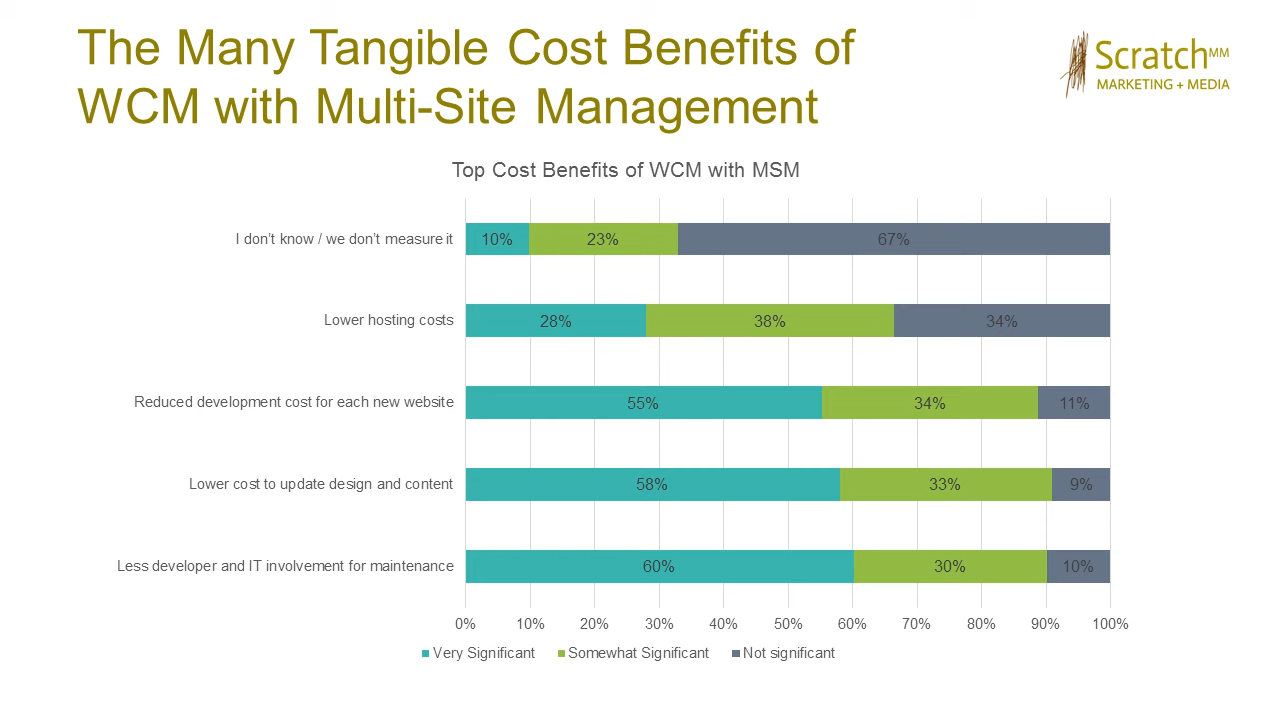 The Many Tangible Cost Benefits of
WCM with Multi-Site Management
Scratch MM
MARKETING + MEDIA
Top Cost Benefits of WCM with MSM
I don’t know / we don’t measure it 10% 23% 67%
Lower hosting costs 28% 38% 34%
Reduced development cost for each new website 55% 34% 11%
Lower cost to update design and content 58% 33% 9%
Less developer and IT involvement for maintenance 60% 30% 10%
0% 10% 20% 30% 40% 50% 60% 70% 80% 90% 100%
Very Significant Somewhat Significant Not significant